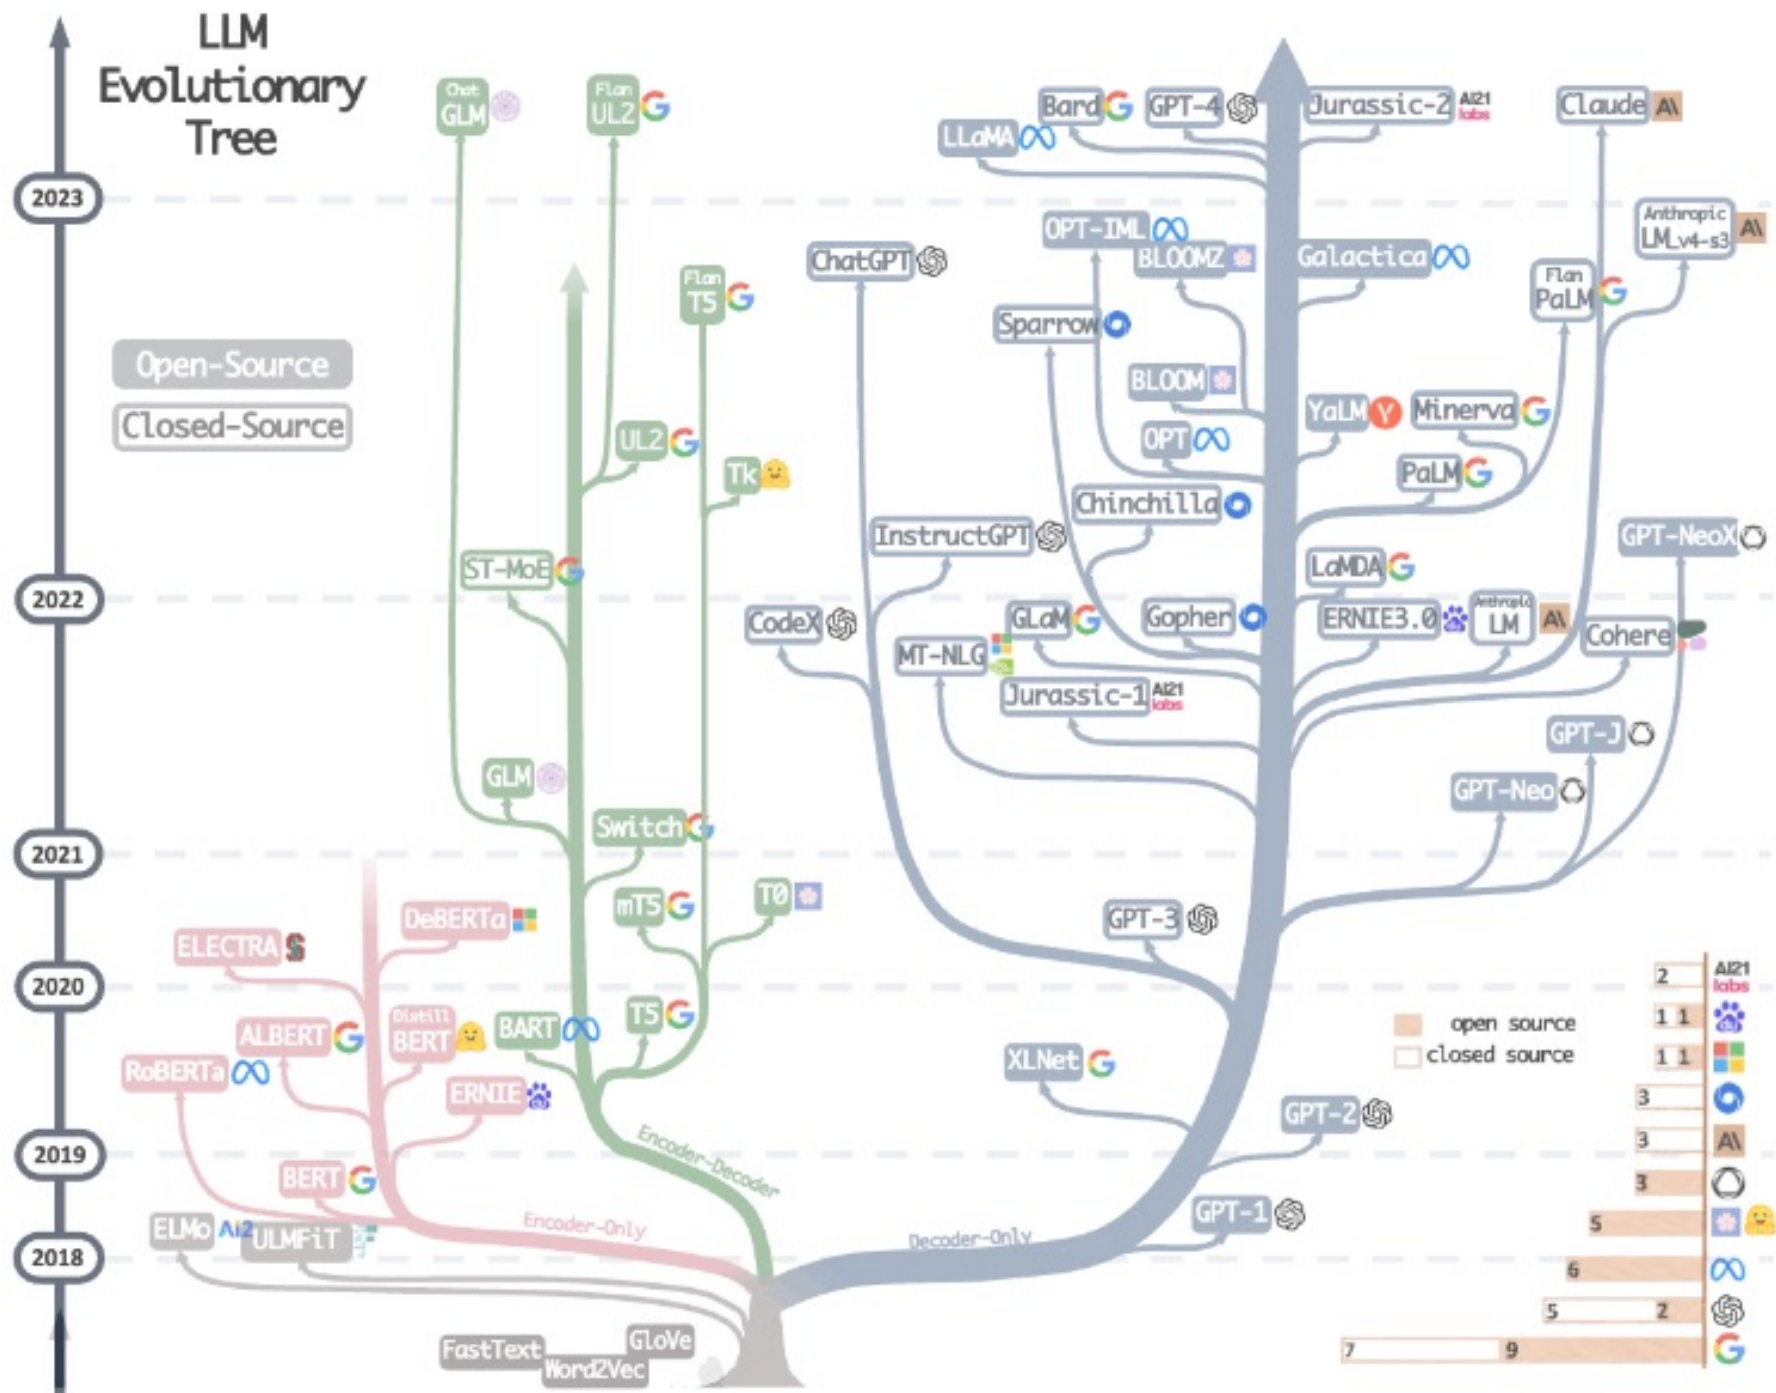 LLM
Evolutionary
Tree
2023
2022
2021
2020
2019
2018
Open-Source
Closed-Source
Chat
GLM
Flan
UL2
Flan
T5
UL2
Tk
ST-MoE
GLM
Switch
mT5
T0
BART
T5
Encoder-Decoder
DeBERTa
ELECTRA
Distill
BERT
ALBERT
RoBERTa
ERNIE
BERT
ELMo
AI2
ULMFiT
Encoder-Only
FastText
Word2Vec
GloVe
Bard
GPT-4
Jurassic-2
AI21
labs
Claude
A\
LLaMA
OPT-IML
BLOOMZ
Galactica
Anthropic
LM_v4-s3
A\
ChatGPT
Flan
PaLM
Sparrow
BLOOM
YaLM
Minerva
OPT
PaLM
Chinchilla
InstructGPT
LaMDA
GPT-NeoX
CodeX
GLaM
Gopher
ERNIE3.0
Anthropic
LM
A\
Cohere
MT-NLG
Jurassic-1
AI21
labs
GPT-J
GPT-Neo
GPT-3
XLNet
GPT-2
GPT-1
Decoder-Only
open source
closed source
2
AI21
labs
1 1
1 1
3
3
A\
3
5
6
5 2
7 9